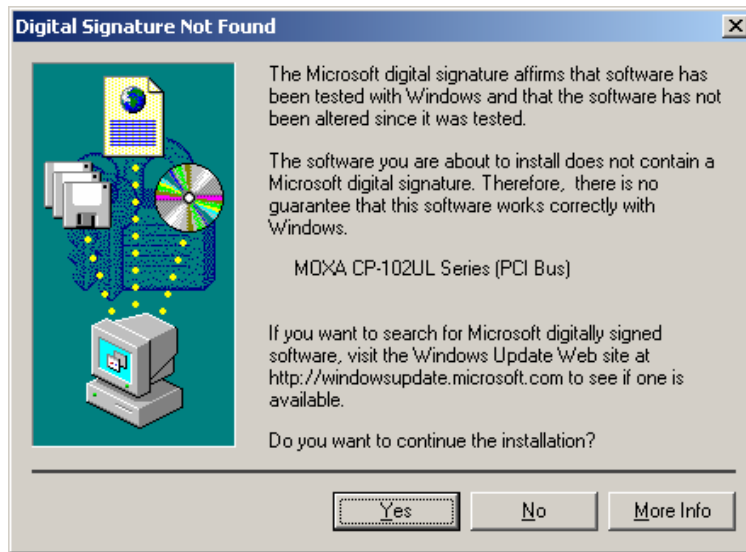 Digital Signature Not Found
The Microsoft digital signature affirms that software has
been tested with Windows and that the software has not
been altered since it was tested.
The software you are about to install does not contain a
Microsoft digital signature. Therefore,  there is no
guarantee that this software works correctly with
Windows.
MOXA CP-102UL Series (PCI Bus)
If you want to search for Microsoft digitally signed
software, visit the Windows Update Web site at
http://windowsupdate.microsoft.com to see if one is
available.
Do you want to continue the installation?
Yes No More Info